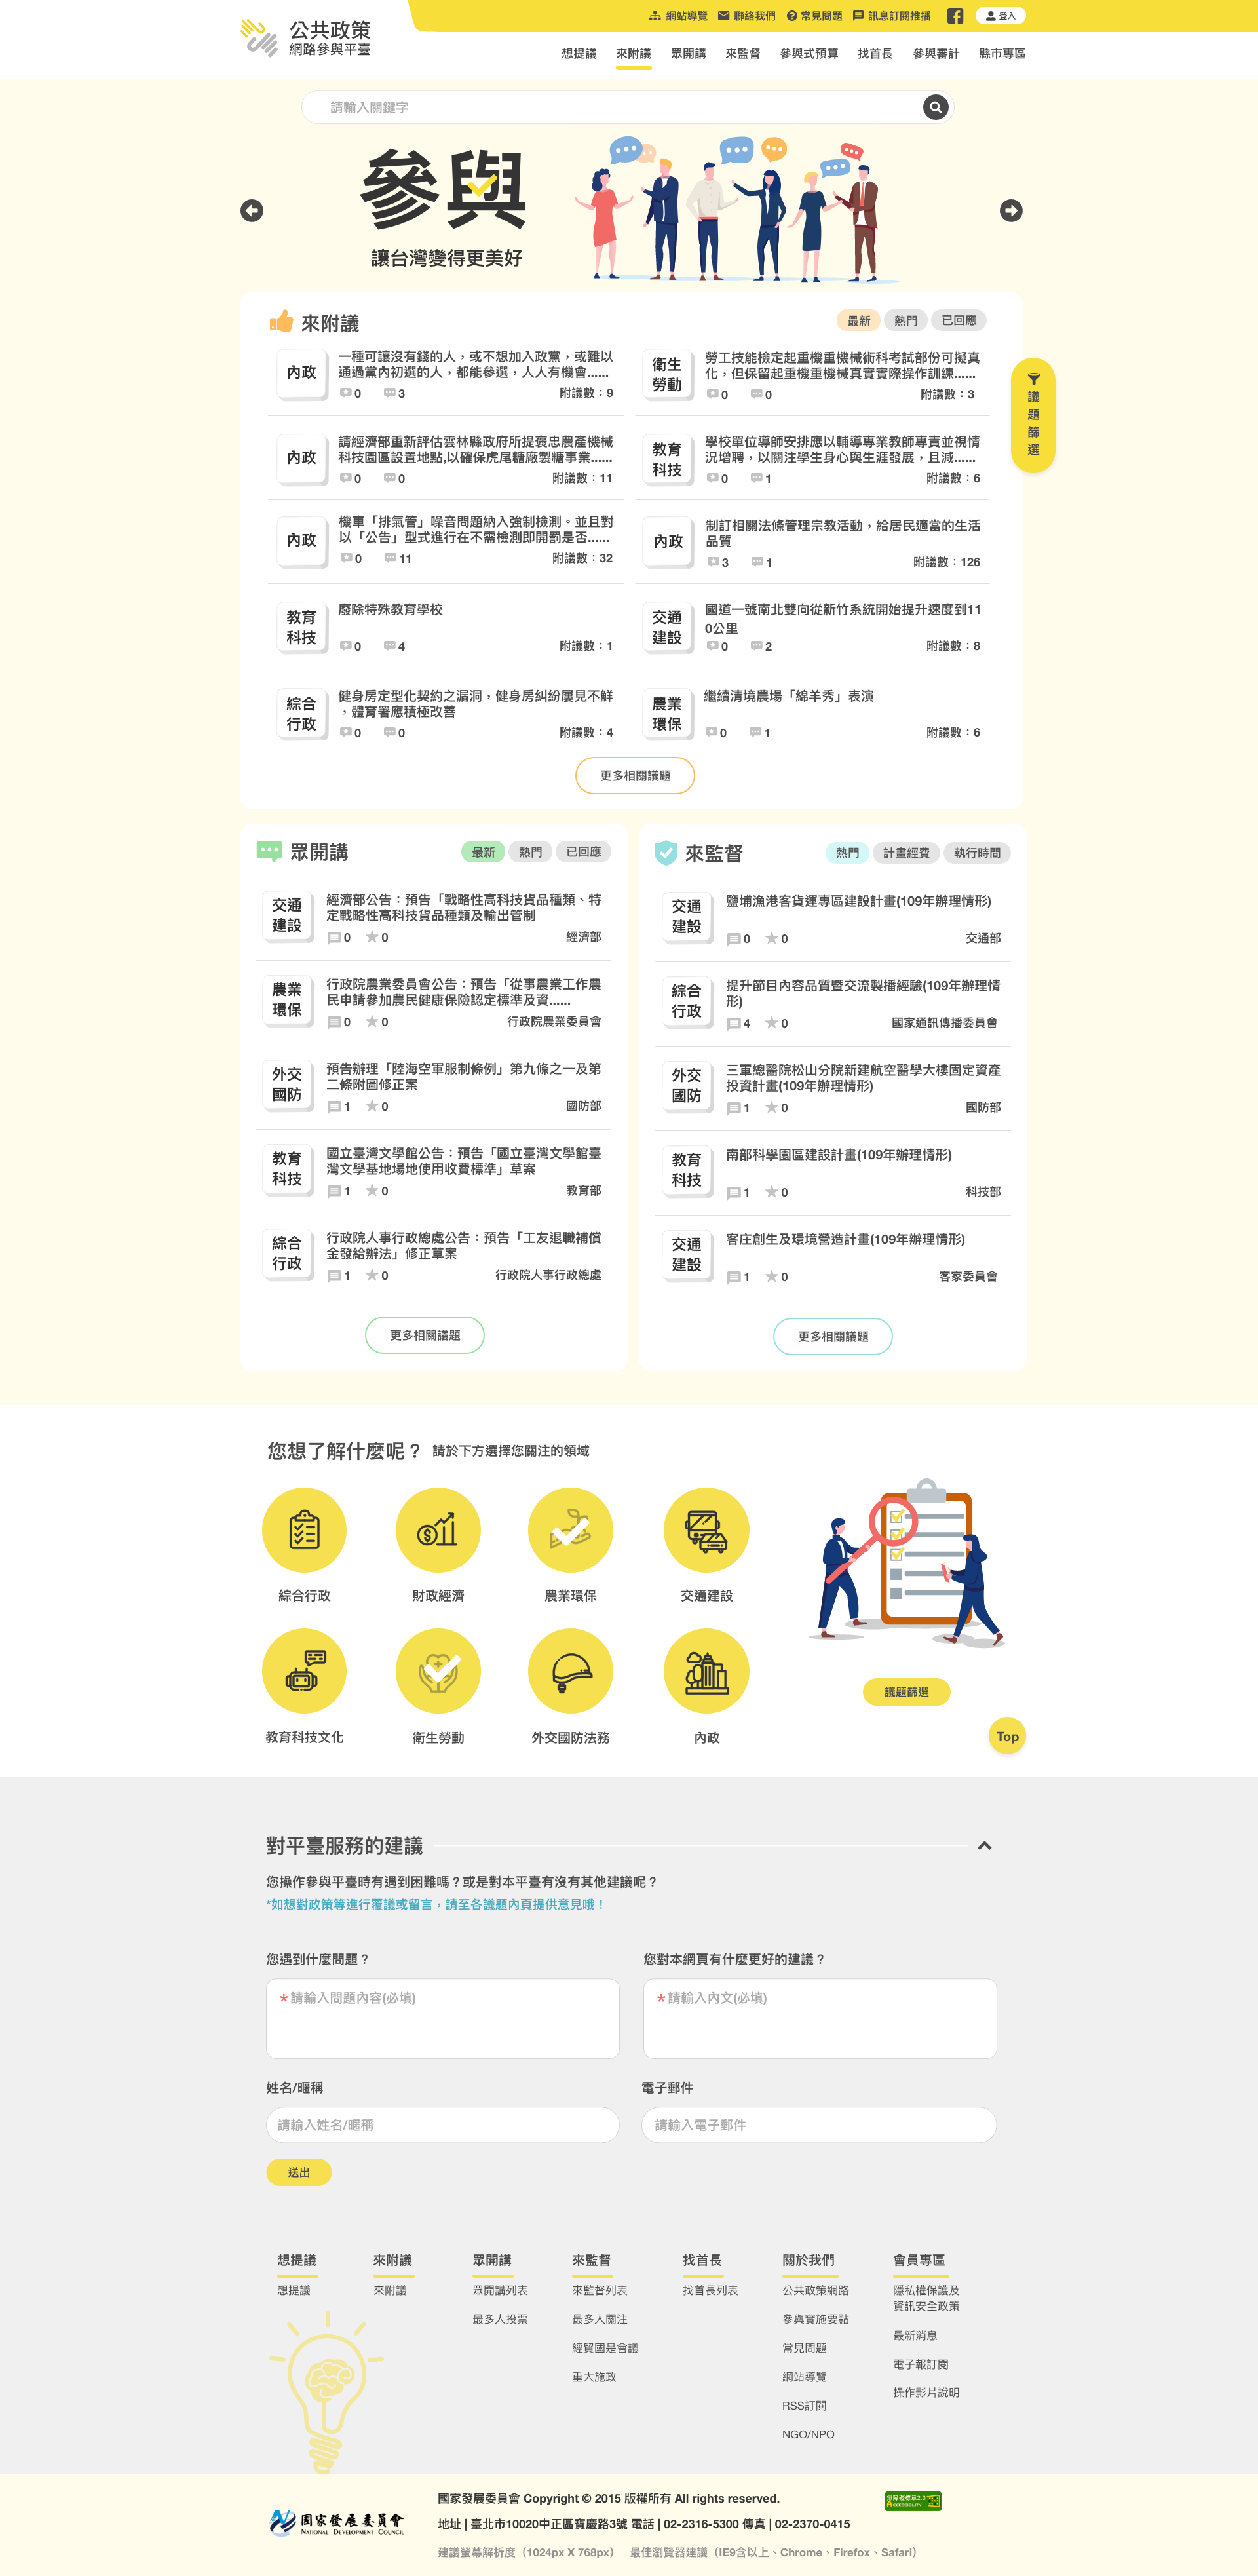 公共政策
網路參與平臺
網站導覽
聯絡我們
常見問題
訊息訂閱推播
登入
想提議
來附議
眾開講
來監督
參與式預算
找首長
參與審計
縣市專區
請輸入關鍵字
參與
讓台灣變得更美好
來附議
最新
熱門
已回應
議
題
篩
選
內政
一種可讓沒有錢的人，或不想加入政黨，或難以
通過黨內初選的人，都能參選，人人有機會......
0
3
附議數：9
衛生
勞動
勞工技能檢定起重機重機械術科考試部份可擬真
化，但保留起重機重機械真實實際操作訓練......
0
0
附議數：3
內政
請經濟部重新評估雲林縣政府所提褒忠農產機械
科技園區設置地點,以確保虎尾糖廠製糖事業......
0
0
附議數：11
教育
科技
學校單位導師安排應以輔導專業教師專責並視情
況增聘，以關注學生身心與生涯發展，且減......
0
1
附議數：6
內政
機車「排氣管」噪音問題納入強制檢測。並且對
以「公告」型式進行在不需檢測即開罰是否......
0
11
附議數：32
內政
制訂相關法條管理宗教活動，給居民適當的生活
品質
3
1
附議數：126
教育
科技
廢除特殊教育學校
0
4
附議數：1
交通
建設
國道一號南北雙向從新竹系統開始提升速度到11
0公里
0
2
附議數：8
綜合
行政
健身房定型化契約之漏洞，健身房糾紛屢見不鮮
，體育署應積極改善
0
0
附議數：4
農業
環保
繼續清境農場「綿羊秀」表演
0
1
附議數：6
更多相關議題
眾開講
最新
熱門
已回應
交通
建設
經濟部公告：預告「戰略性高科技貨品種類、特
定戰略性高科技貨品種類及輸出管制
0
0
經濟部
農業
環保
行政院農業委員會公告：預告「從事農業工作農
民申請參加農民健康保險認定標準及資......
0
0
行政院農業委員會
外交
國防
預告辦理「陸海空軍服制條例」第九條之一及第
二條附圖修正案
1
0
國防部
教育
科技
國立臺灣文學館公告：預告「國立臺灣文學館臺
灣文學基地場地使用收費標準」草案
1
0
教育部
綜合
行政
行政院人事行政總處公告：預告「工友退職補償
金發給辦法」修正草案
1
0
行政院人事行政總處
更多相關議題
來監督
熱門
計畫經費
執行時間
交通
建設
鹽埔漁港客貨運專區建設計畫(109年辦理情形)
0
0
交通部
綜合
行政
提升節目內容品質暨交流製播經驗(109年辦理情
形)
4
0
國家通訊傳播委員會
外交
國防
三軍總醫院松山分院新建航空醫學大樓固定資產
投資計畫(109年辦理情形)
1
0
國防部
教育
科技
南部科學園區建設計畫(109年辦理情形)
1
0
科技部
交通
建設
客庄創生及環境營造計畫(109年辦理情形)
1
0
客家委員會
更多相關議題
您想了解什麼呢？ 請於下方選擇您關注的領域
綜合行政
財政經濟
農業環保
交通建設
教育科技文化
衛生勞動
外交國防法務
內政
議題篩選
Top
對平臺服務的建議
您操作參與平臺時有遇到困難嗎？或是對本平臺有沒有其他建議呢？
*如想對政策等進行覆議或留言，請至各議題內頁提供意見哦！
您遇到什麼問題？
*請輸入問題內容(必填)
您對本網頁有什麼更好的建議？
*請輸入內文(必填)
姓名/暱稱
請輸入姓名/暱稱
電子郵件
請輸入電子郵件
送出
想提議
想提議
來附議
來附議
眾開講
眾開講列表
最多人投票
來監督
來監督列表
最多人關注
經貿國是會議
重大施政
找首長
找首長列表
關於我們
公共政策網路
參與實施要點
常見問題
網站導覽
RSS訂閱
NGO/NPO
會員專區
隱私權保護及
資訊安全政策
最新消息
電子報訂閱
操作影片說明
國家發展委員會
NATIONAL DEVELOPMENT COUNCIL
國家發展委員會 Copyright © 2015 版權所有 All rights reserved.
無障礙標章2.0
ACCESSIBILITY
地址 | 臺北市10020中正區寶慶路3號 電話 | 02-2316-5300 傳真 | 02-2370-0415
建議螢幕解析度（1024px X 768px） 最佳瀏覽器建議（IE9含以上、Chrome、Firefox、Safari）